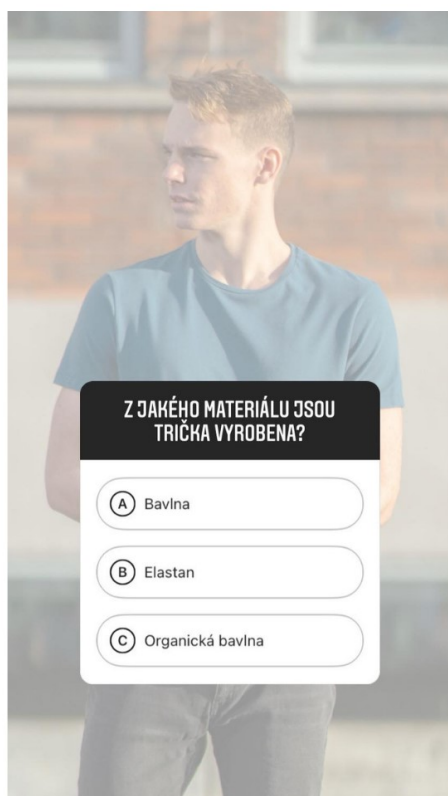 Z JAKÉHO MATERIÁLU JSOU
TRIČKA VYROBENA?
A Bavlna
B Elastan
C Organická bavlna